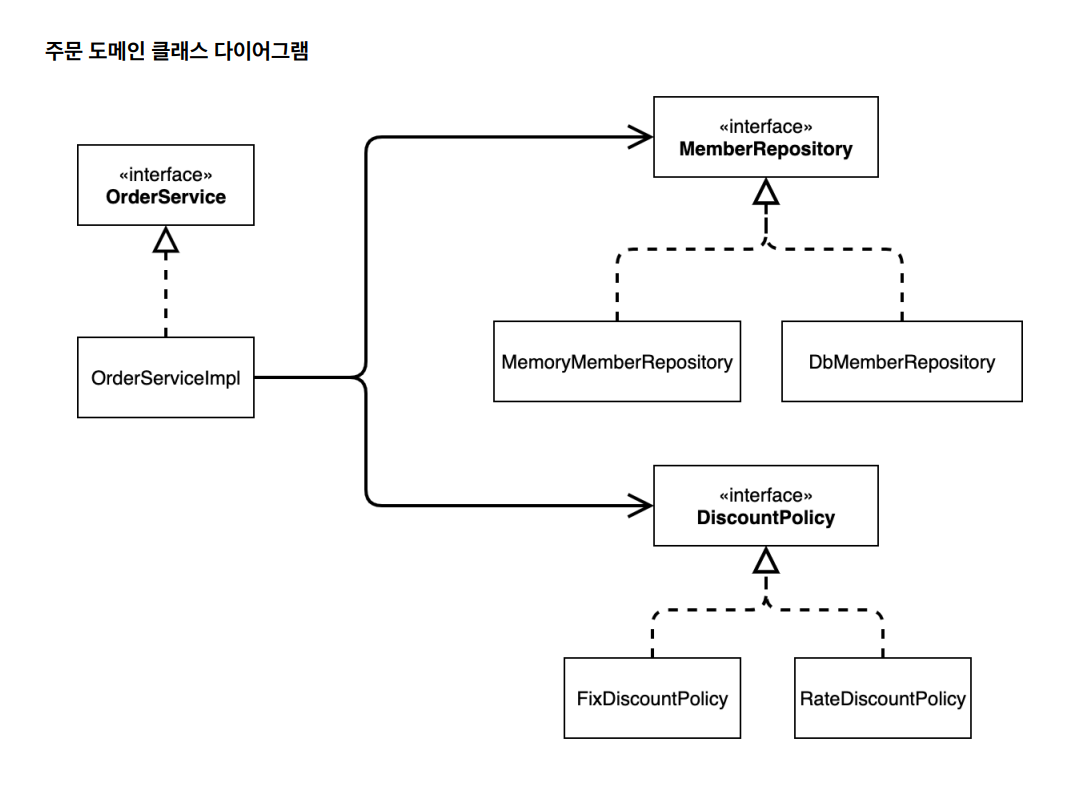 주문 도메인 클래스 다이어그램
«interface»
OrderService
OrderServiceImpl
«interface»
MemberRepository
MemoryMemberRepository
DbMemberRepository
«interface»
DiscountPolicy
FixDiscountPolicy
RateDiscountPolicy